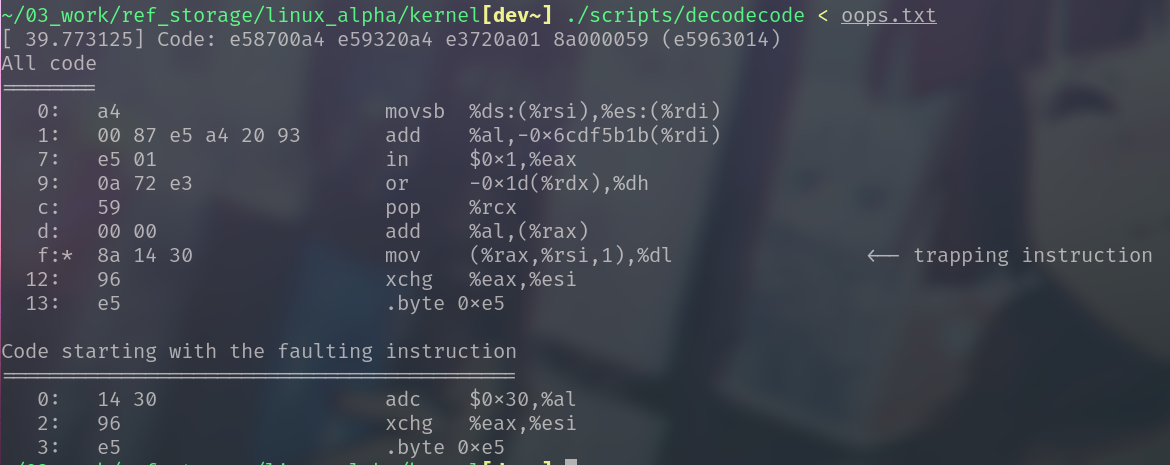 ~/03_work/ref_storage/linux_alpha/kernel[dev~] ./scripts/decodecode < oops.txt
[ 39.773125] Code: e58700a4 e59320a4 e3720a01 8a000059 (e5963014)
All code
========
0: a4 movsb %ds:(%rsi),%es:(%rdi)
1: 00 87 e5 a4 20 93 add %al,-0x6cdf5b1b(%rdi)
7: e5 01 in $0x1,%eax
9: 0a 72 e3 or -0x1d(%rdx),%dh
c: 59 pop %rcx
d: 00 00 add %al,(%rax)
f:* 8a 14 30 mov (%rax,%rsi,1),%dl <-- trapping instruction
12: 96 xchg %eax,%esi
13: e5 .byte 0xe5
Code starting with the faulting instruction
===========================================
0: 14 30 adc $0x30,%al
2: 96 xchg %eax,%esi
3: e5 .byte 0xe5